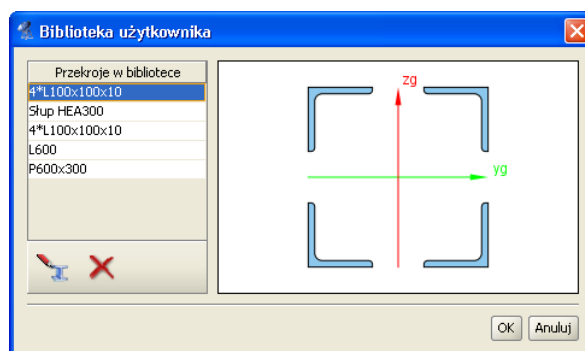 Biblioteka użytkownika
Przekroje w bibliotece
4*L100x100x10
Słup HEA300
4*L100x100x10
L600
P600x300
zg
yg
OK
Anuluj